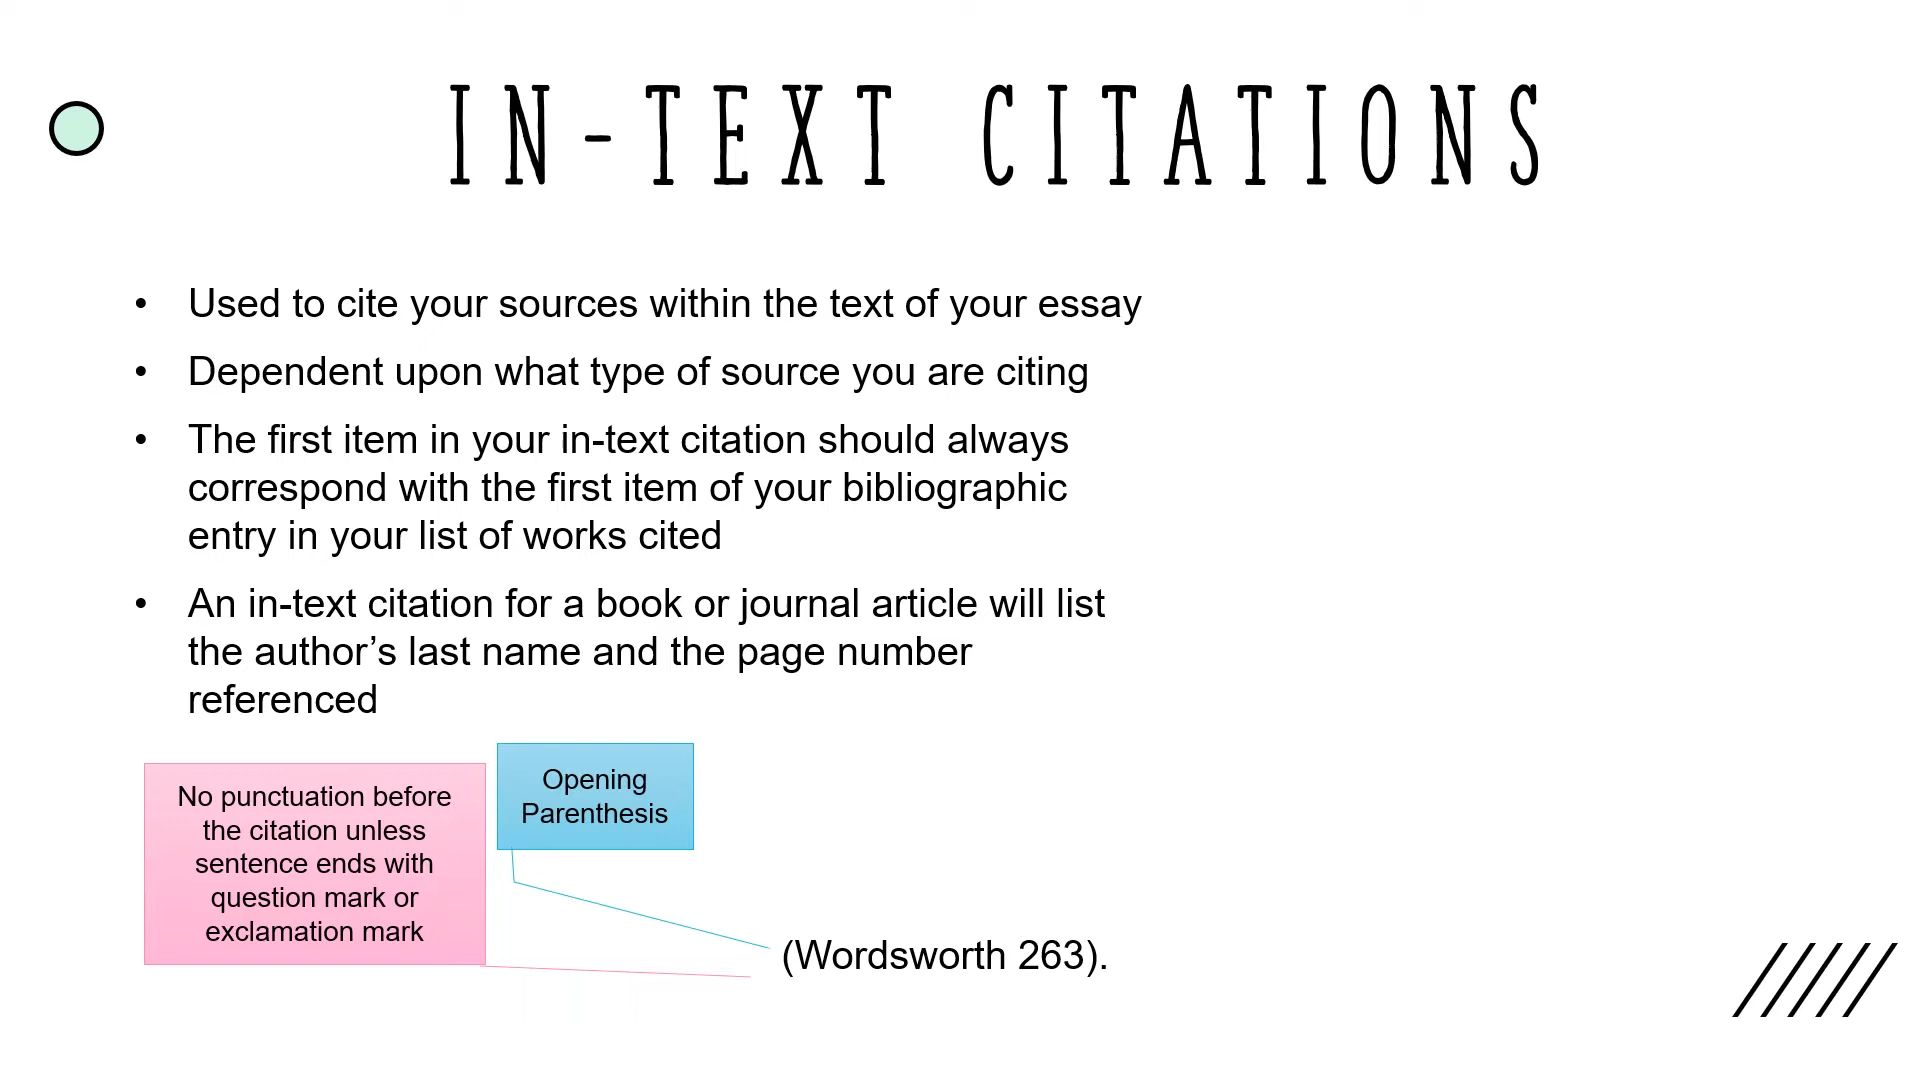 IN-TEXT CITATIONS
• Used to cite your sources within the text of your essay
• Dependent upon what type of source you are citing
• The first item in your in-text citation should always
correspond with the first item of your bibliographic
entry in your list of works cited
• An in-text citation for a book or journal article will list
the author’s last name and the page number
referenced
No punctuation before
the citation unless
sentence ends with
question mark or
exclamation mark
Opening
Parenthesis
(Wordsworth 263).